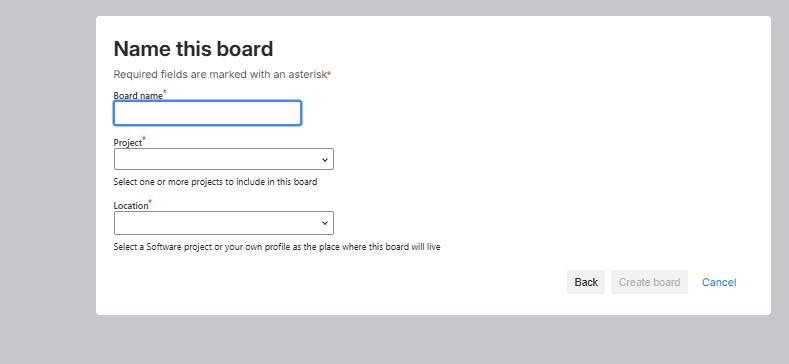 Name this board
Required fields are marked with an asterisk*
Board name*
Project*
Select one or more projects to include in this board
Location*
Select a Software project or your own profile as the place where this board will live
Back Create board Cancel